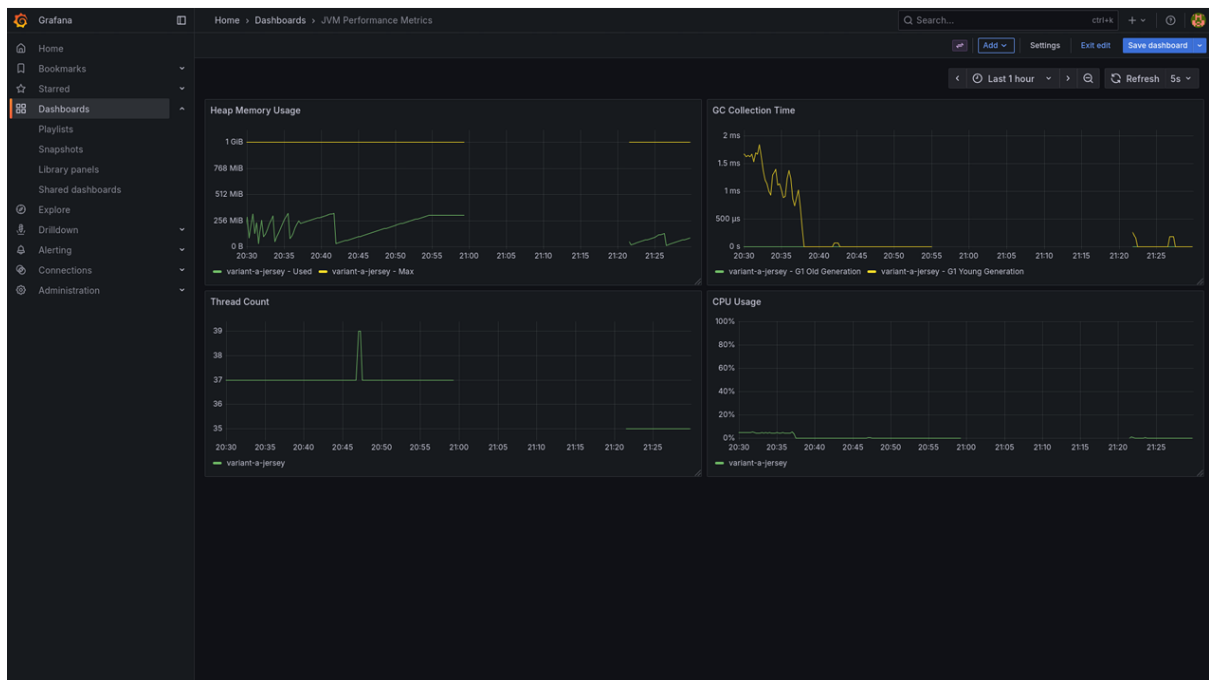 Grafana
Home › Dashboards › JVM Performance Metrics
Search...
ctrl+k
Home
Bookmarks
Starred
Dashboards
Playlists
Snapshots
Library panels
Shared dashboards
Explore
Drilldown
Alerting
Connections
Administration
Add
Settings
Exit edit
Save dashboard
Last 1 hour
Refresh 5s
Heap Memory Usage
1 GiB
768 MiB
512 MiB
256 MiB
0 B
20:30 20:35 20:40 20:45 20:50 20:55 21:00 21:05 21:10 21:15 21:20 21:25
variant-a-jersey - Used variant-a-jersey - Max
GC Collection Time
2 ms
1.5 ms
1 ms
500 µs
0 s
20:30 20:35 20:40 20:45 20:50 20:55 21:00 21:05 21:10 21:15 21:20 21:25
variant-a-jersey - G1 Old Generation variant-a-jersey - G1 Young Generation
Thread Count
39
38
37
36
35
20:30 20:35 20:40 20:45 20:50 20:55 21:00 21:05 21:10 21:15 21:20 21:25
variant-a-jersey
CPU Usage
100%
80%
60%
40%
20%
0%
20:30 20:35 20:40 20:45 20:50 20:55 21:00 21:05 21:10 21:15 21:20 21:25
variant-a-jersey